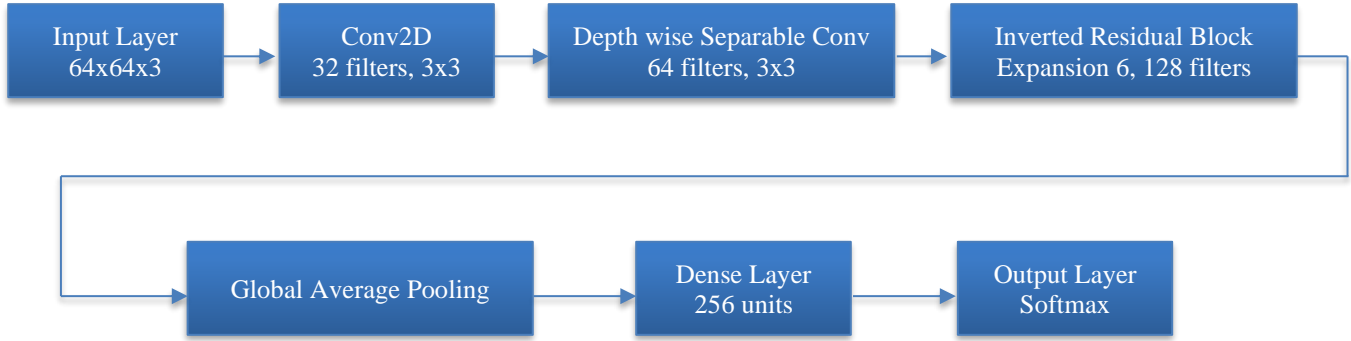 Input Layer
64x64x3
Conv2D
32 filters, 3x3
Depth wise Separable Conv
64 filters, 3x3
Inverted Residual Block
Expansion 6, 128 filters
Global Average Pooling
Dense Layer
256 units
Output Layer
Softmax